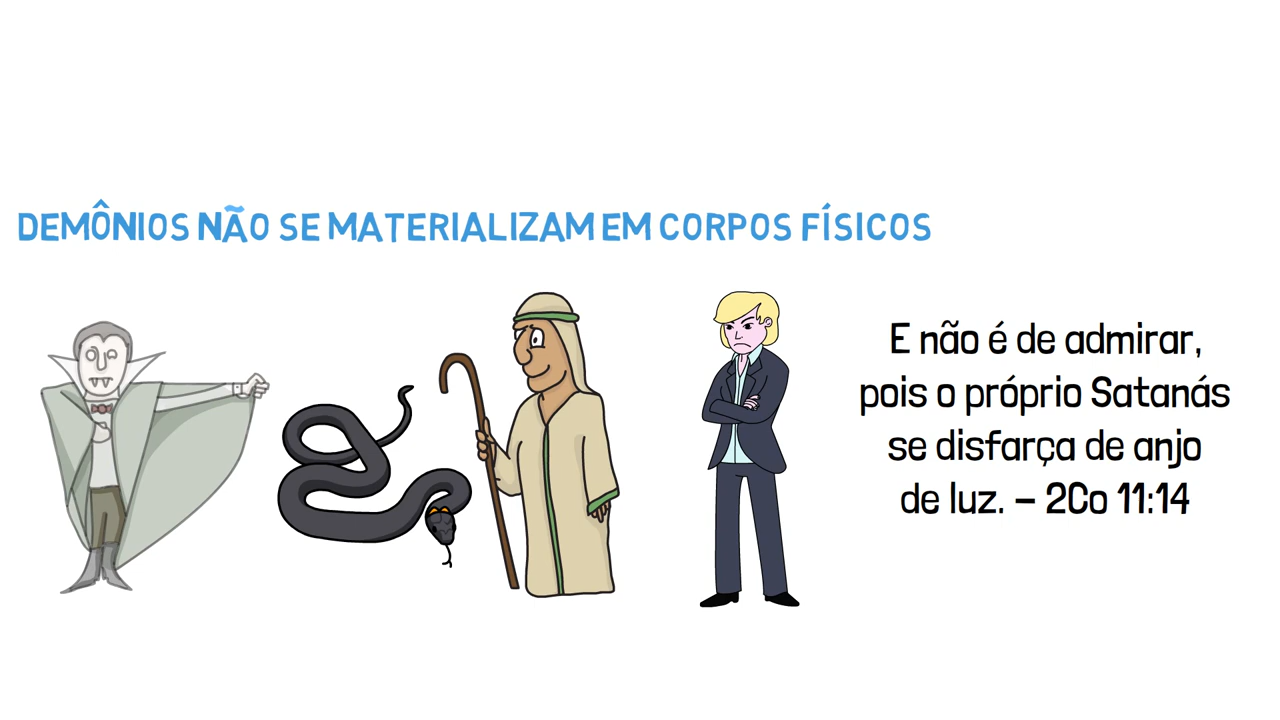 DEMÔNIOS NÃO SE MATERIALIZAM EM CORPOS FÍSICOS
E não é de admirar,
pois o próprio Satanás
se disfarça de anjo
de luz. – 2Co 11:14